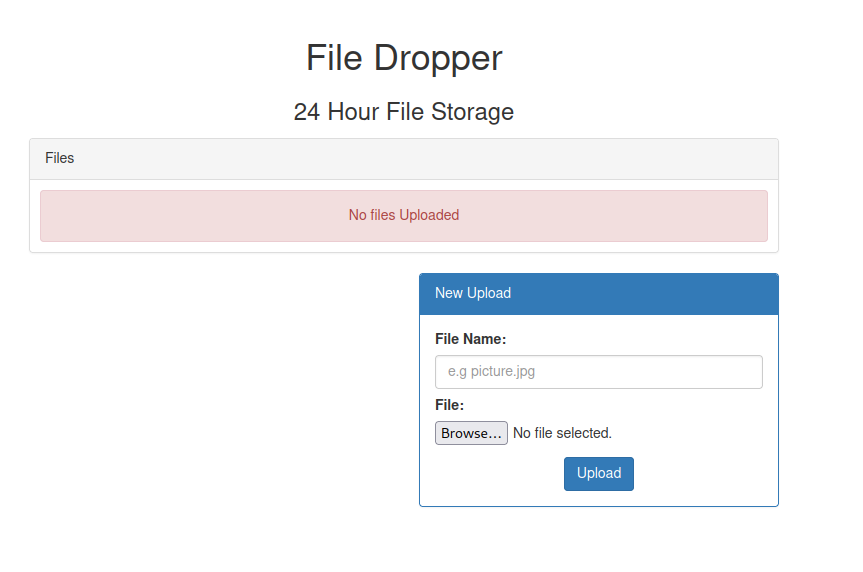 File Dropper
24 Hour File Storage
Files
No files Uploaded
New Upload
File Name:
e.g picture.jpg
File:
Browse... No file selected.
Upload